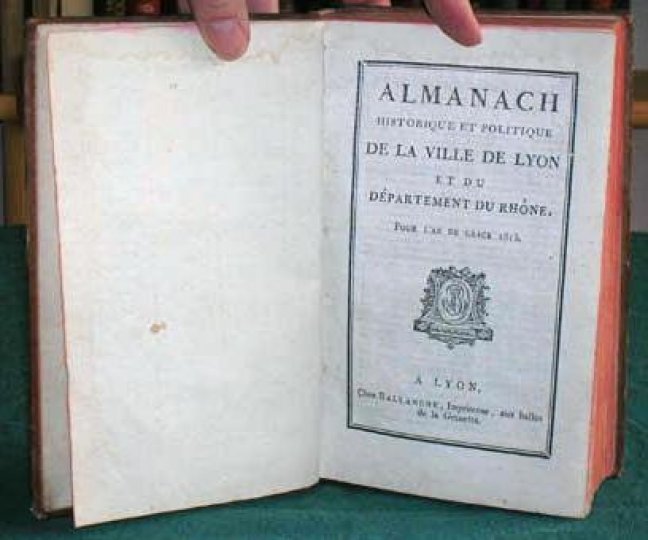 ALMANACH
HISTORIQUE ET POLITIQUE
DE LA VILLE DE LYON
ET DU
DÉPARTEMENT DU RHÔNE,
POUR L'AN DE GRACE 1813.
A LYON,
Chez BALLANCHE, Imprimeur, aux halles
de la Grenette.